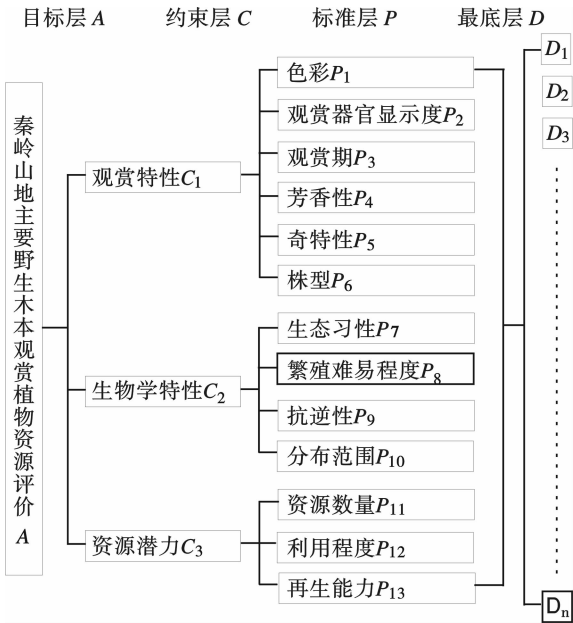 目标层 A 约束层 C 标准层 P 最底层 D
秦岭山地主要野生木本观赏植物资源评价 A
观赏特性C1
生物学特性C2
资源潜力C3
色彩P1
观赏器官显示度P2
观赏期P3
芳香性P4
奇特性P5
株型P6
生态习性P7
繁殖难易程度P8
抗逆性P9
分布范围P10
资源数量P11
利用程度P12
再生能力P13
D1
D2
D3
Dn